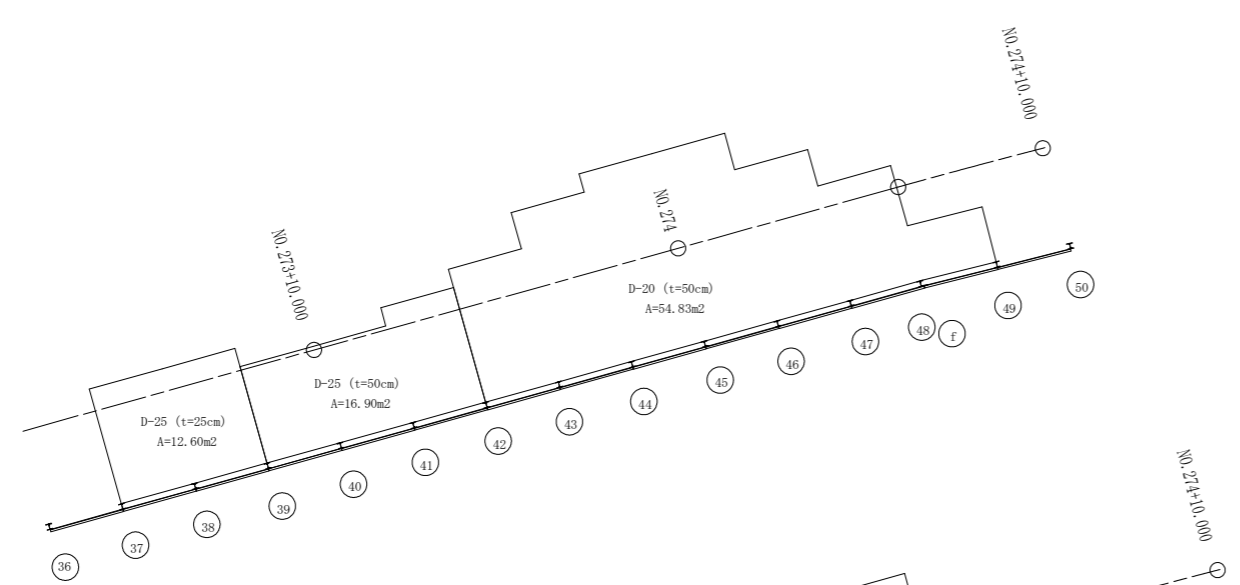 NO.274+10.000
NO.274
NO.273+10.000
D-20 (t=50cm)
A=54.83m2
D-25 (t=50cm)
A=16.90m2
D-25 (t=25cm)
A=12.60m2
36
37
38
39
40
41
42
43
44
45
46
47
48
f
49
50
NO.274+10.000